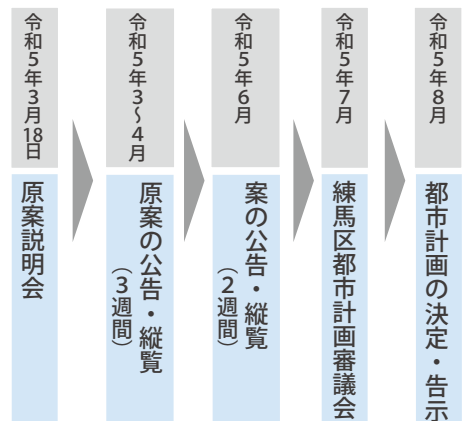 令和5年3月18日
原案説明会
令和5年3～4月
原案の公告・縦覧
（3週間）
令和5年6月
案の公告・縦覧
（2週間）
令和5年7月
練馬区都市計画審議会
令和5年8月
都市計画の決定・告示